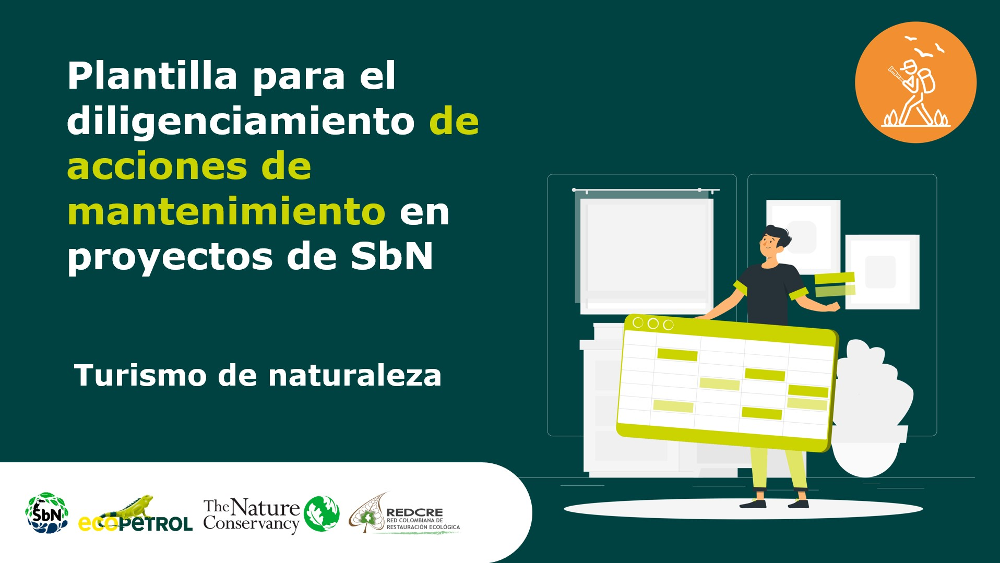 Plantilla para el
diligenciamiento de
acciones de
mantenimiento en
proyectos de SbN
Turismo de naturaleza
SbN
ecoPETROL
The Nature
Conservancy
REDCRE
RED COLOMBIANA DE
RESTAURACIÓN ECOLÓGICA